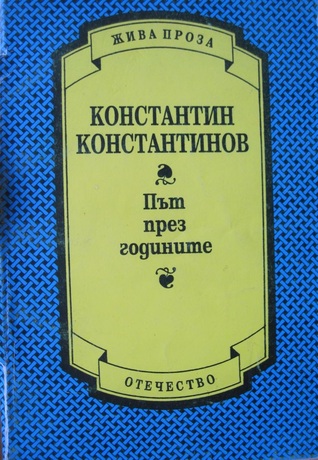 ЖИВА ПРОЗА
КОНСТАНТИН
КОНСТАНТИНОВ
Път
през
годините
ОТЕЧЕСТВО